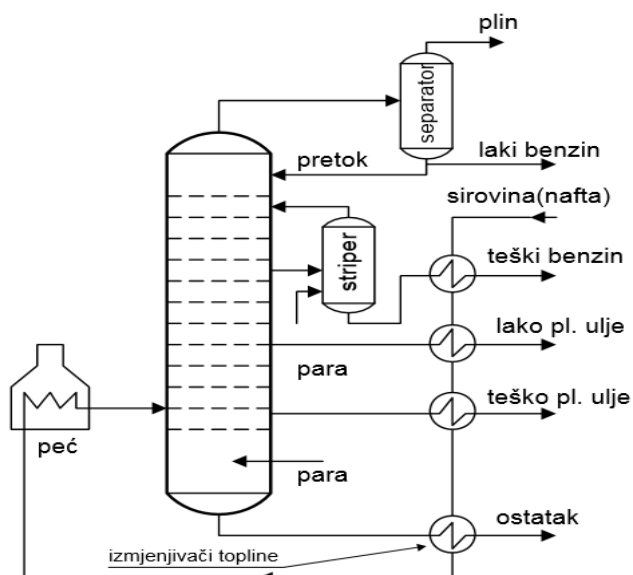 plin
separator
pretok
laki benzin
sirovina(nafta)
striper
teški benzin
lako pl. ulje
para
teško pl. ulje
peć
para
ostatak
izmjenjivači topline